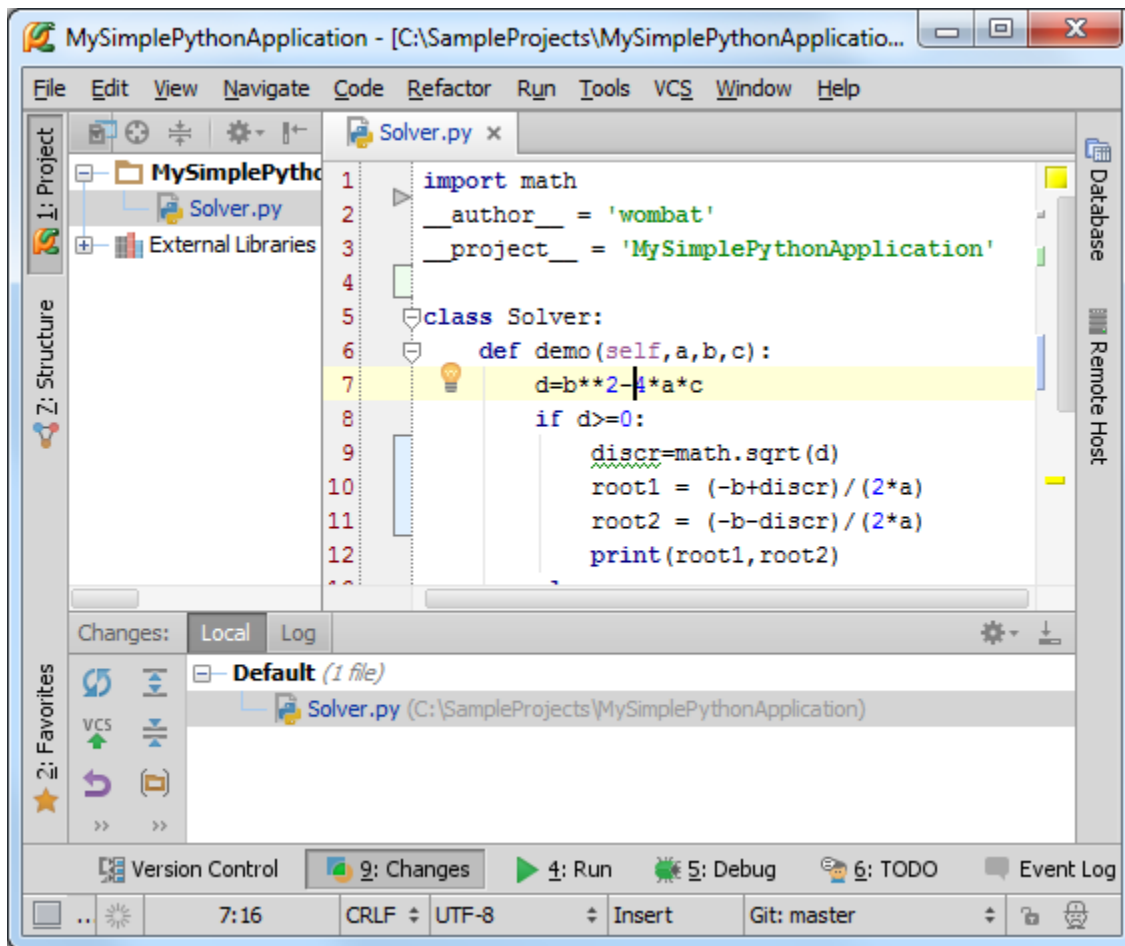 MySimplePythonApplication - [C:\SampleProjects\MySimplePythonApplicatio...
File Edit View Navigate Code Refactor Run Tools VCS Window Help
1: Project
Z: Structure
2: Favorites
MySimplePytho
Solver.py
External Libraries
Solver.py
1 import math
2 __author__ = 'wombat'
3 __project__ = 'MySimplePythonApplication'
4
5 class Solver:
6 def demo(self,a,b,c):
7 d=b**2-4*a*c
8 if d>=0:
9 discr=math.sqrt(d)
10 root1 = (-b+discr)/(2*a)
11 root2 = (-b-discr)/(2*a)
12 print(root1,root2)
Database
Remote Host
Changes: Local Log
Default (1 file)
Solver.py (C:\SampleProjects\MySimplePythonApplication)
VCS
Version Control 9: Changes 4: Run 5: Debug 6: TODO Event Log
.. 7:16 CRLF UTF-8 Insert Git: master